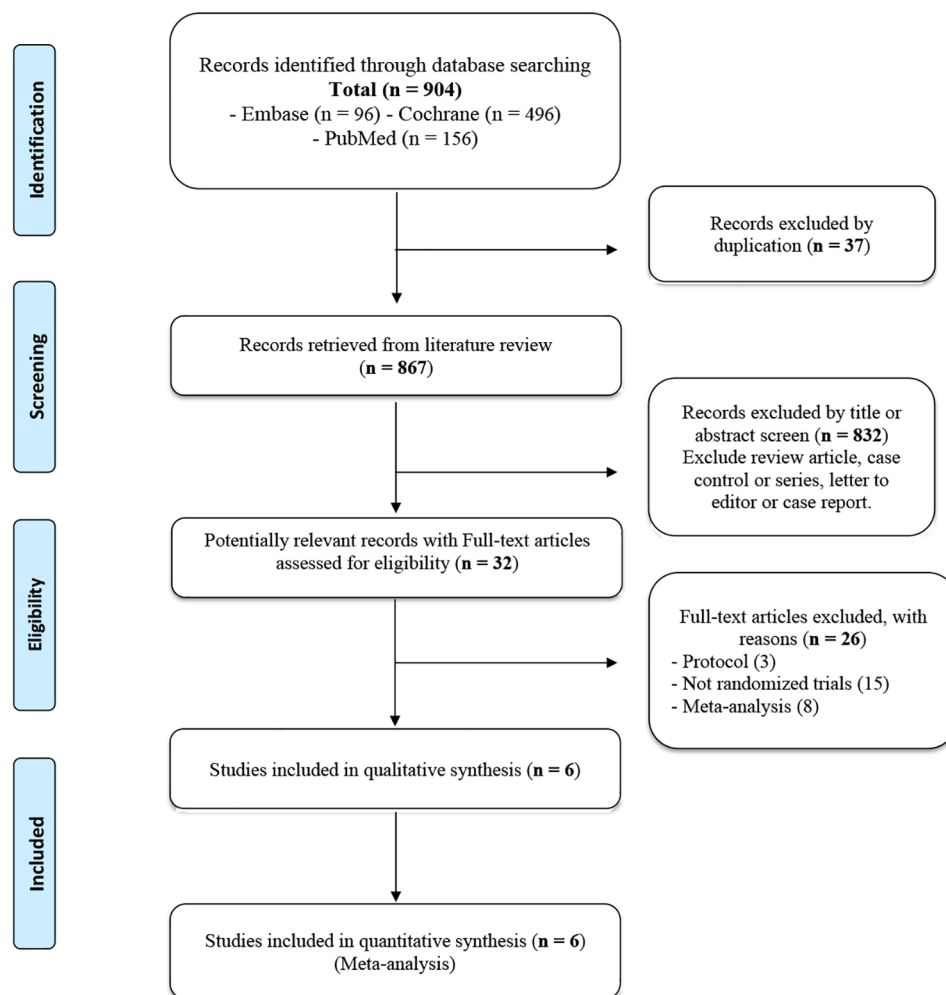 Identification
Records identified through database searching
Total (n = 904)
- Embase (n = 96) - Cochrane (n = 496)
- PubMed (n = 156)
Records excluded by
duplication (n = 37)
Screening
Records retrieved from literature review
(n = 867)
Records excluded by title or
abstract screen (n = 832)
Exclude review article, case
control or series, letter to
editor or case report.
Eligibility
Potentially relevant records with Full-text articles
assessed for eligibility (n = 32)
Full-text articles excluded, with
reasons (n = 26)
- Protocol (3)
- Not randomized trials (15)
- Meta-analysis (8)
Included
Studies included in qualitative synthesis (n = 6)
Studies included in quantitative synthesis (n = 6)
(Meta-analysis)